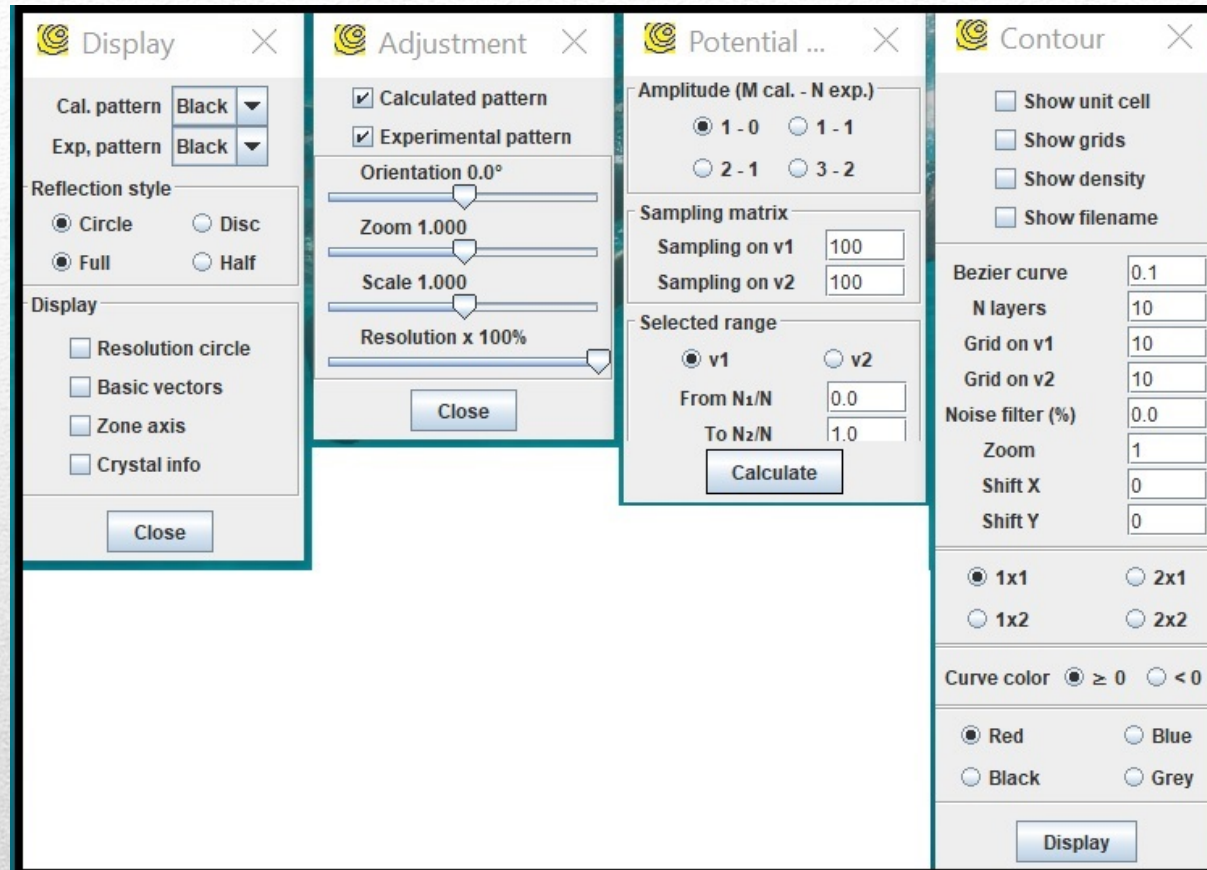 Display
Cal. pattern Black
Exp, pattern Black
Reflection style
Circle Disc
Full Half
Display
Resolution circle
Basic vectors
Zone axis
Crystal info
Close
Adjustment
Calculated pattern
Experimental pattern
Orientation 0.0°
Zoom 1.000
Scale 1.000
Resolution x 100%
Close
Potential ...
Amplitude (M cal. - N exp.)
1 - 0 1 - 1
2 - 1 3 - 2
Sampling matrix
Sampling on v1 100
Sampling on v2 100
Selected range
v1 v2
From N₁/N 0.0
To N₂/N 1.0
Calculate
Contour
Show unit cell
Show grids
Show density
Show filename
Bezier curve 0.1
N layers 10
Grid on v1 10
Grid on v2 10
Noise filter (%) 0.0
Zoom 1
Shift X 0
Shift Y 0
1x1 2x1
1x2 2x2
Curve color ≥ 0 < 0
Red Blue
Black Grey
Display